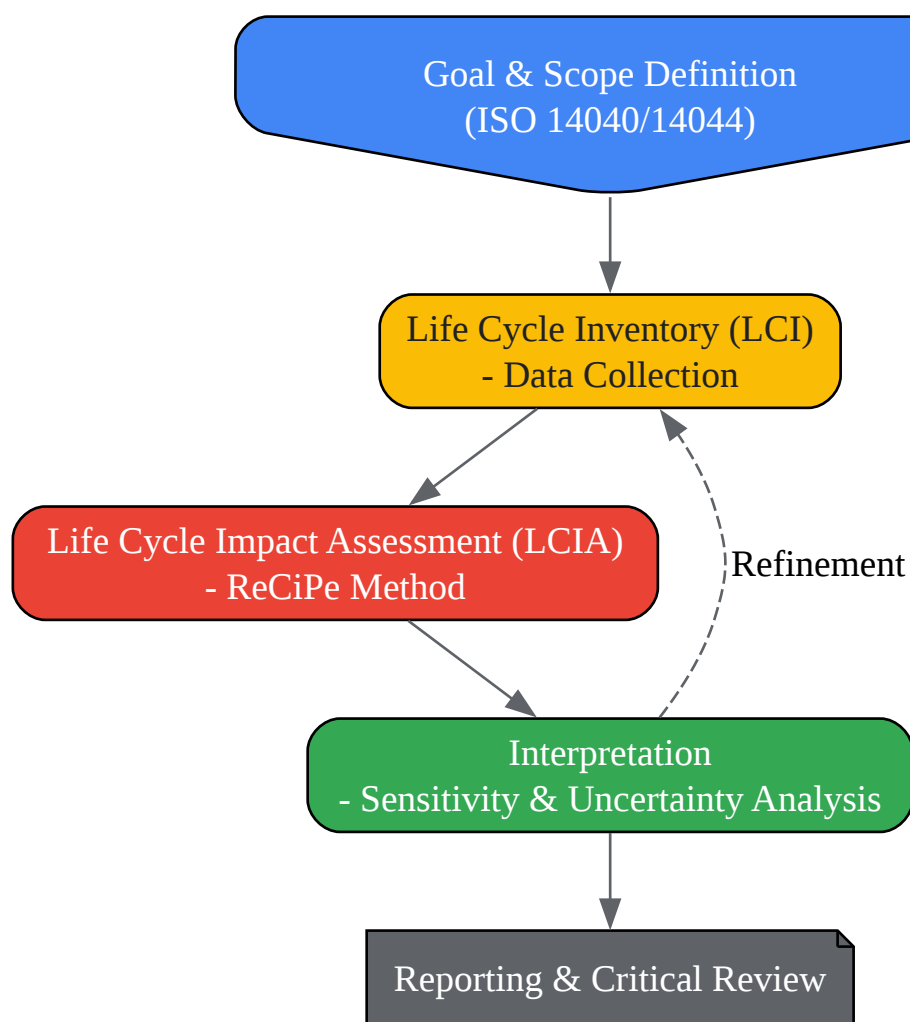 Goal & Scope Definition
(ISO 14040/14044)
Life Cycle Inventory (LCI)
- Data Collection
Life Cycle Impact Assessment (LCIA)
- ReCiPe Method
Refinement
Interpretation
- Sensitivity & Uncertainty Analysis
Reporting & Critical Review